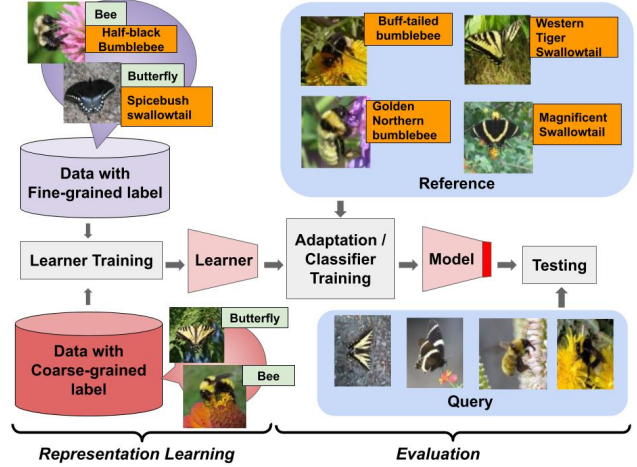 Bee
Half-black
Bumblebee
Butterfly
Spicebush
swallowtail
Data with
Fine-grained label
Buff-tailed
bumblebee
Western
Tiger
Swallowtail
Golden
Northern
bumblebee
Magnificent
Swallowtail
Reference
Learner Training
Learner
Adaptation /
Classifier
Training
Model
Testing
Data with
Coarse-grained
label
Butterfly
Bee
Query
Representation Learning
Evaluation